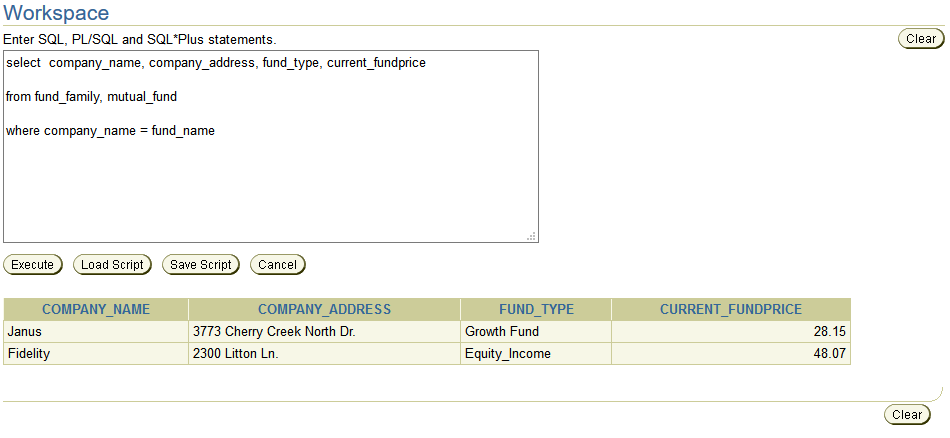 Workspace
Enter SQL, PL/SQL and SQL*Plus statements.
Clear
select  company_name, company_address, fund_type, current_fundprice
from fund_family, mutual_fund
where company_name = fund_name
Execute Load Script Save Script Cancel
COMPANY_NAME COMPANY_ADDRESS FUND_TYPE CURRENT_FUNDPRICE
Janus 3773 Cherry Creek North Dr. Growth Fund 28.15
Fidelity 2300 Litton Ln. Equity_Income 48.07
Clear